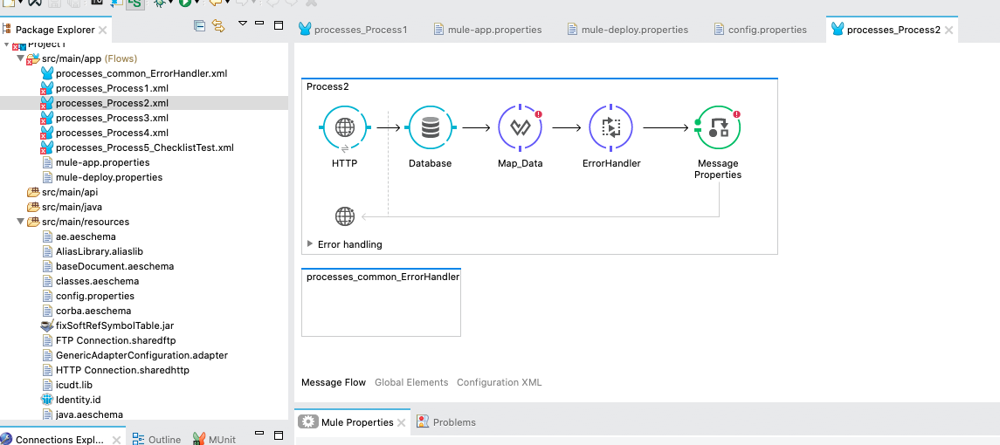 Package Explorer
processes_Process1
mule-app.properties
mule-deploy.properties
config.properties
processes_Process2
Project1
src/main/app (Flows)
processes_common_ErrorHandler.xml
processes_Process1.xml
processes_Process2.xml
processes_Process3.xml
processes_Process4.xml
processes_Process5_ChecklistTest.xml
mule-app.properties
mule-deploy.properties
src/main/api
src/main/java
src/main/resources
ae.aeschema
AliasLibrary.aliaslib
baseDocument.aeschema
classes.aeschema
config.properties
corba.aeschema
fixSoftRefSymbolTable.jar
FTP Connection.sharedftp
GenericAdapterConfiguration.adapter
HTTP Connection.sharedhttp
icudt.lib
Identity.id
java.aeschema
Process2
HTTP
Database
Map_Data
ErrorHandler
Message
Properties
Error handling
processes_common_ErrorHandler
Message Flow
Global Elements
Configuration XML
Mule Properties
Problems
Connections Expl...
Outline
MUnit